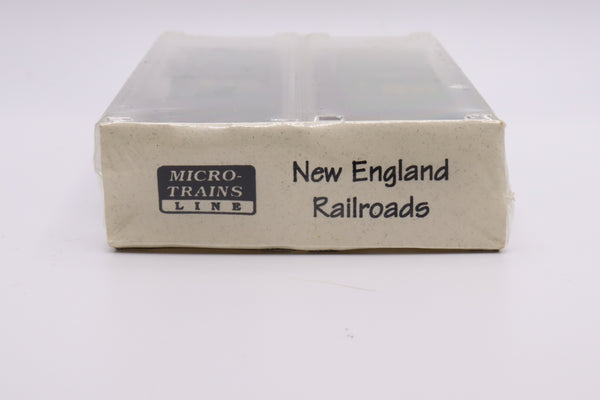 MICRO-
TRAINS
LINE
New England
Railroads